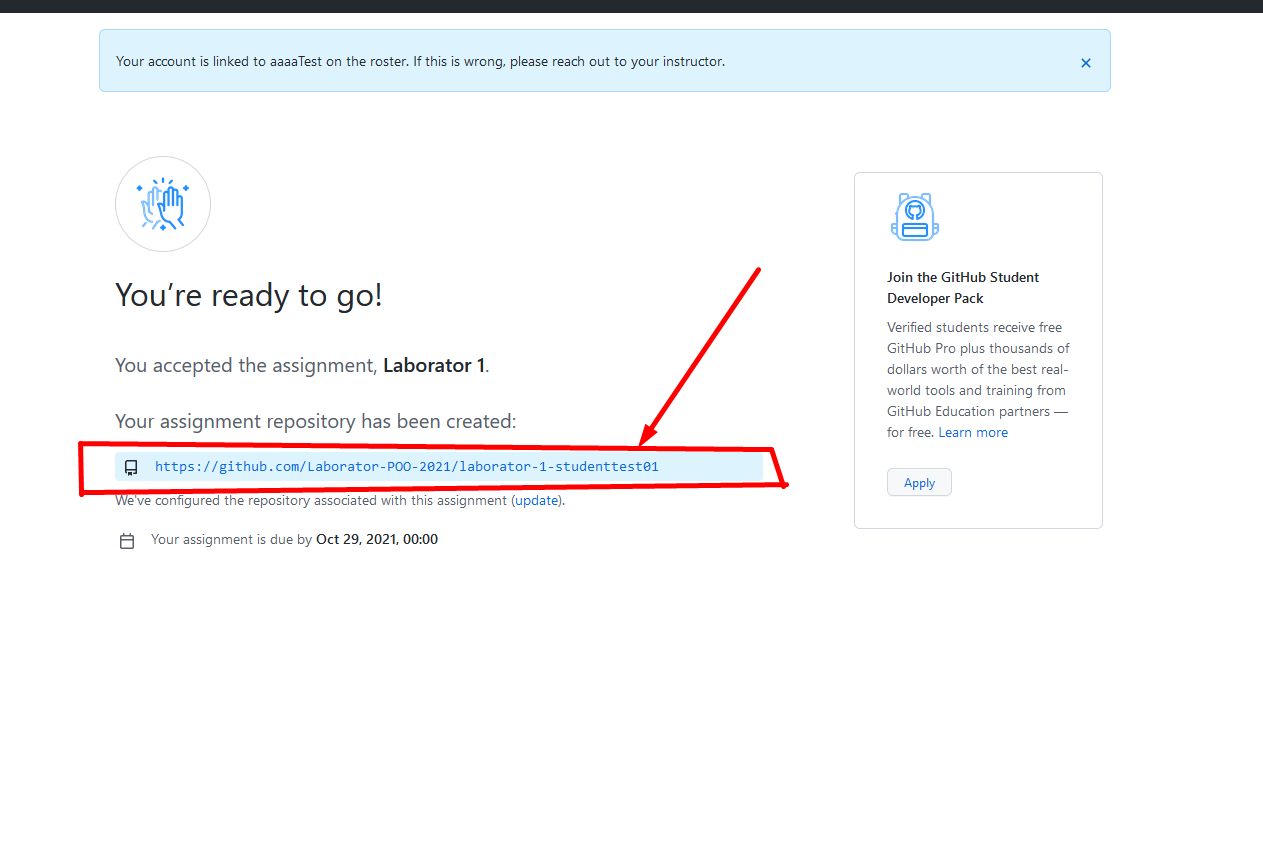 Your account is linked to aaaaTest on the roster. If this is wrong, please reach out to your instructor.
You're ready to go!
You accepted the assignment, Laborator 1.
Your assignment repository has been created:
https://github.com/Laborator-POO-2021/laborator-1-studenttest01
We've configured the repository associated with this assignment (update).
Your assignment is due by Oct 29, 2021, 00:00
Join the GitHub Student
Developer Pack
Verified students receive free
GitHub Pro plus thousands of
dollars worth of the best real-
world tools and training from
GitHub Education partners —
for free. Learn more
Apply